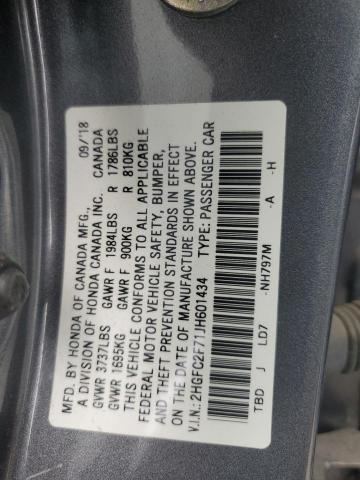 MFD. BY HONDA OF CANADA MFG., 09/18
A DIVISION OF HONDA CANADA INC. CANADA
GVWR 3737LBS GAWR F 1984LBS R 1786LBS
GVWR 1695KG GAWR F 900KG R 810KG
THIS VEHICLE CONFORMS TO ALL APPLICABLE
FEDERAL MOTOR VEHICLE SAFETY, BUMPER,
AND THEFT PREVENTION STANDARDS IN EFFECT
ON THE DATE OF MANUFACTURE SHOWN ABOVE.
V.I.N.:2HGFC2F71JH601434 TYPE: PASSENGER CAR
TBD J LD7 -NH797M -A -H